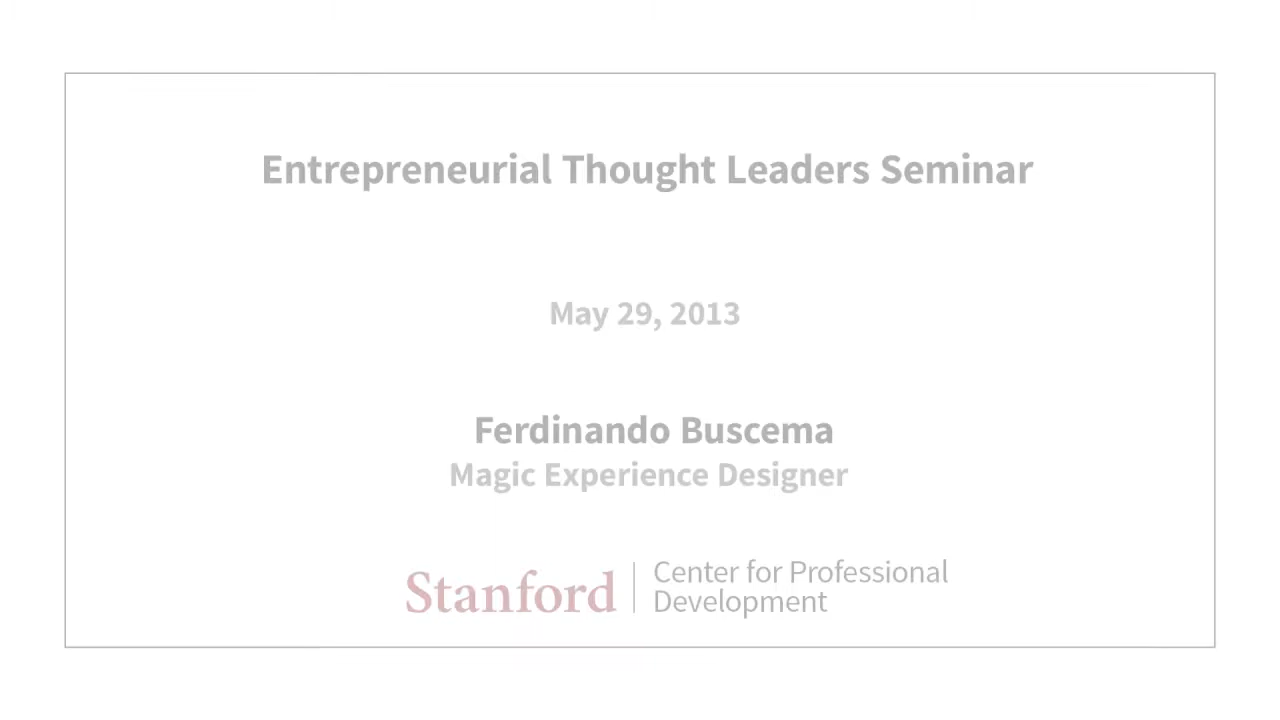 Entrepreneurial Thought Leaders Seminar
May 29, 2013
Ferdinando Buscema
Magic Experience Designer
Stanford
Center for Professional
Development